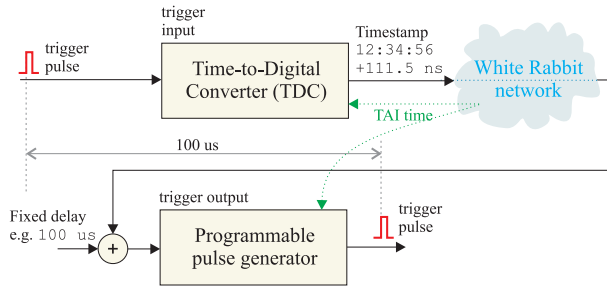 trigger
pulse
trigger
input
Time-to-Digital
Converter (TDC)
Timestamp
12:34:56
+111.5 ns
White Rabbit
network
TAI time
100 us
Fixed delay
e.g. 100 us
+
trigger output
Programmable
pulse generator
trigger
pulse